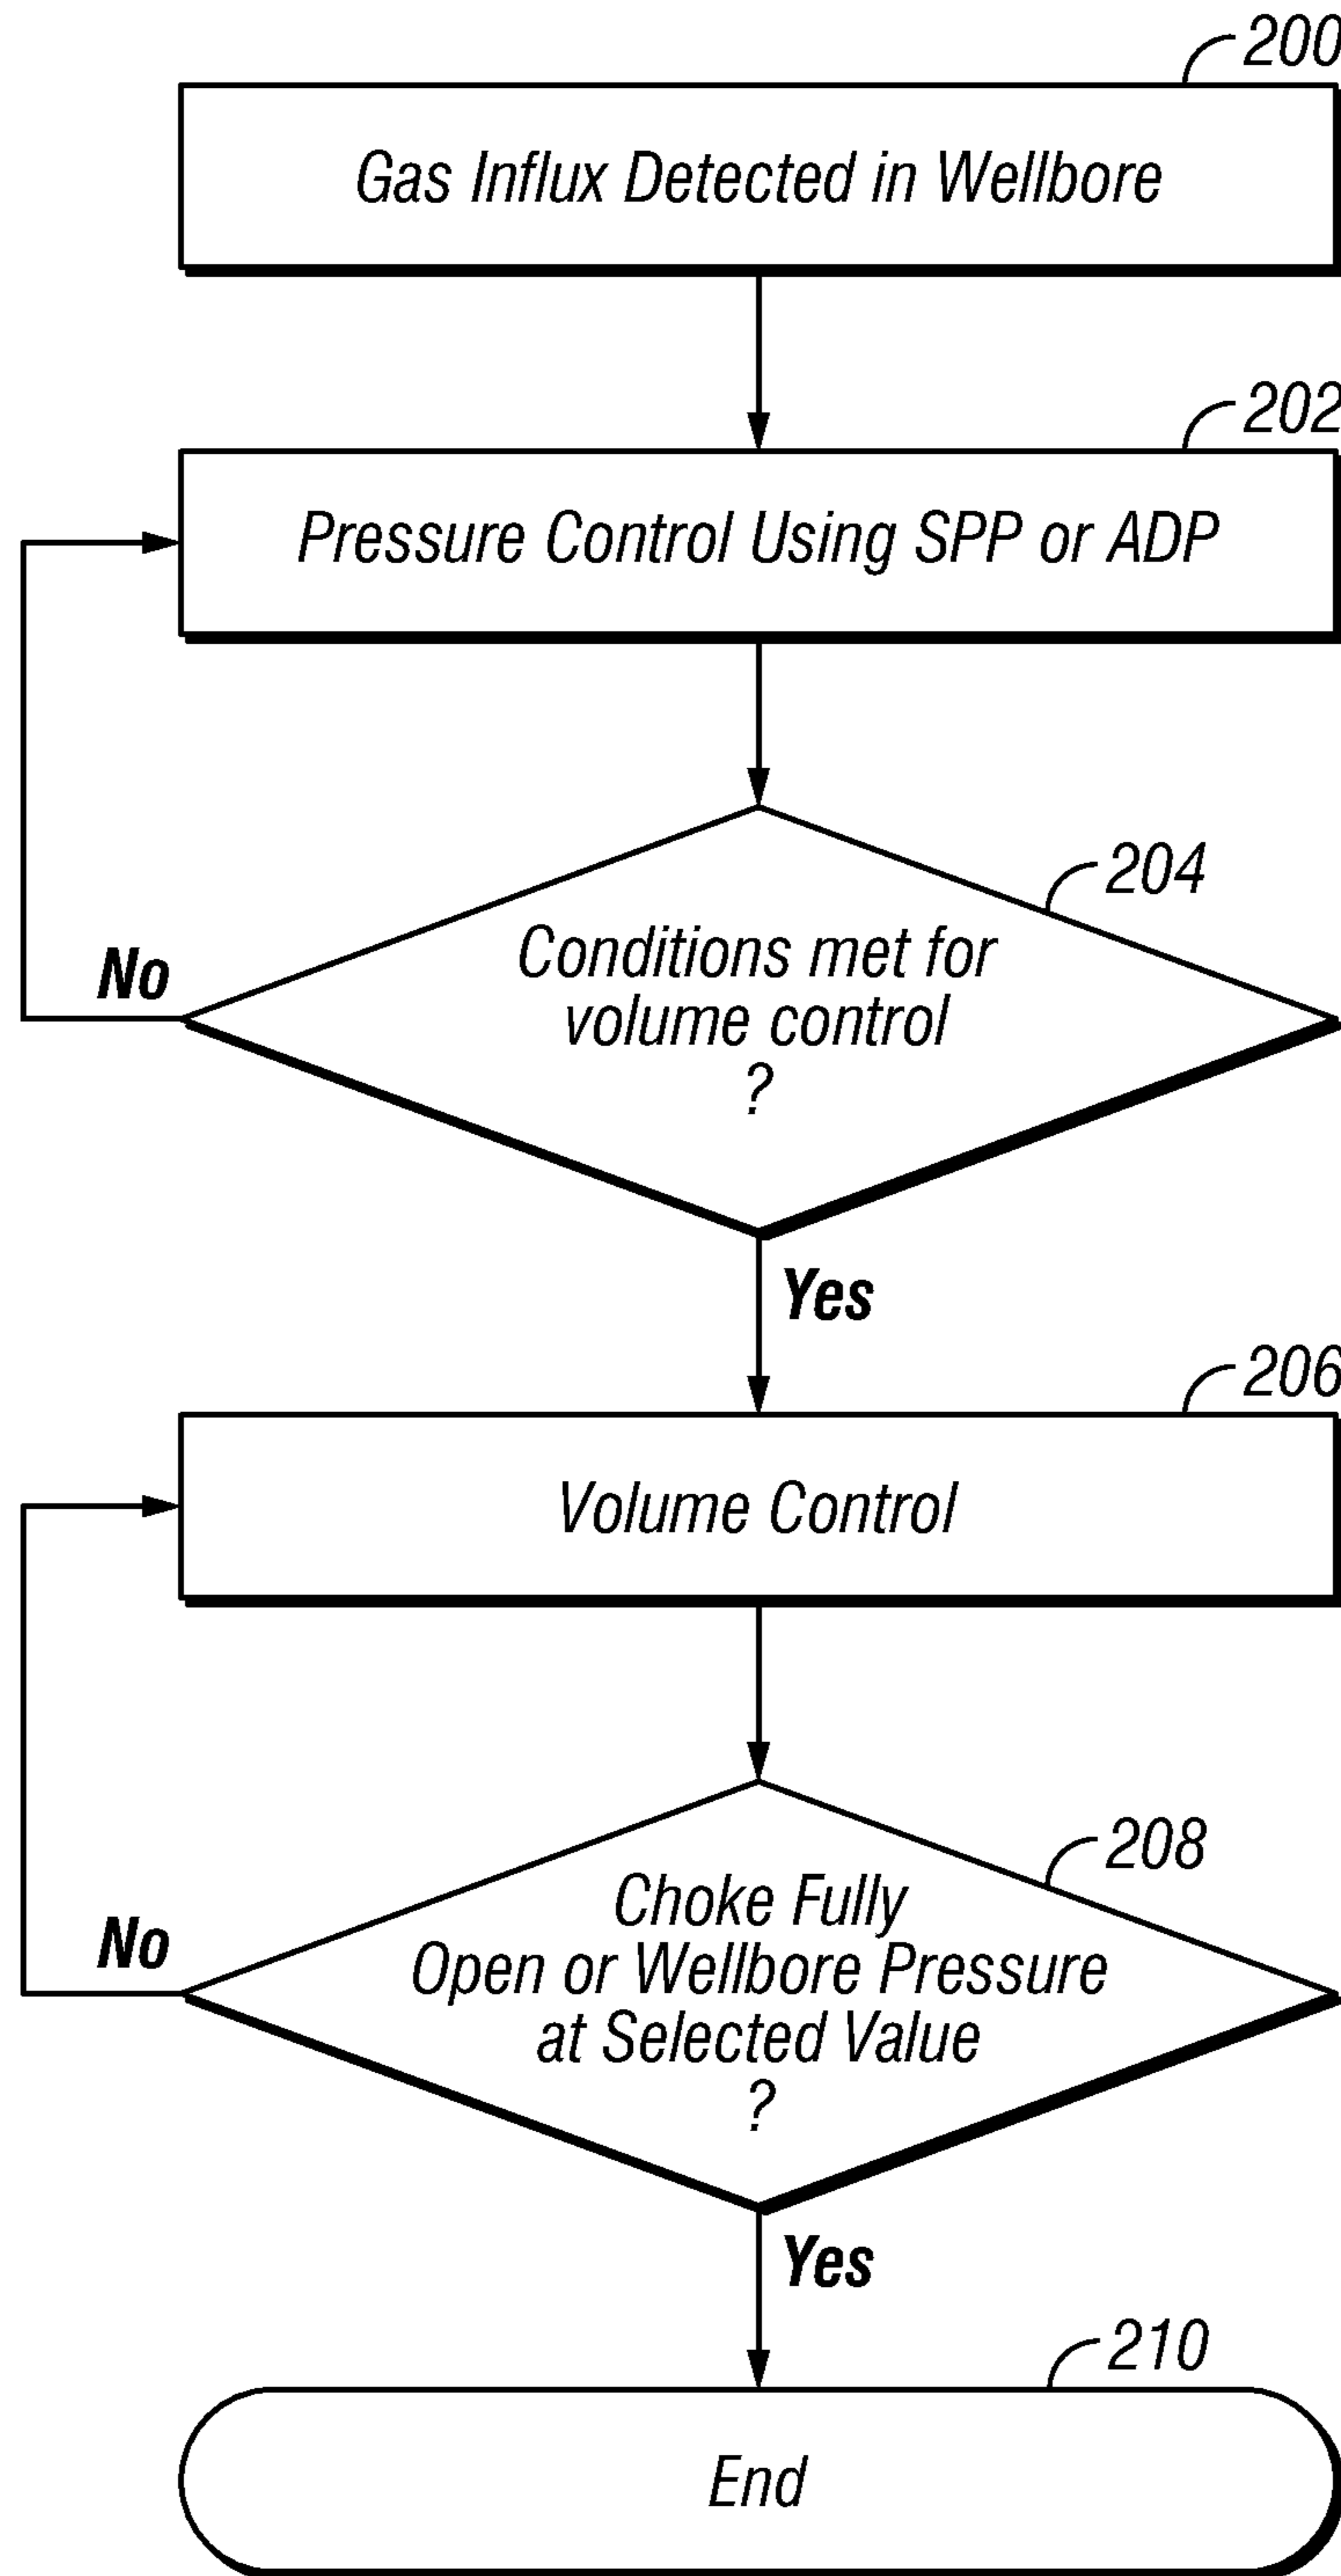 200
Gas Influx Detected in Wellbore
202
Pressure Control Using SPP or ADP
204
Conditions met for
volume control
?
No
Yes
206
Volume Control
208
Choke Fully
Open or Wellbore Pressure
at Selected Value
?
No
Yes
210
End